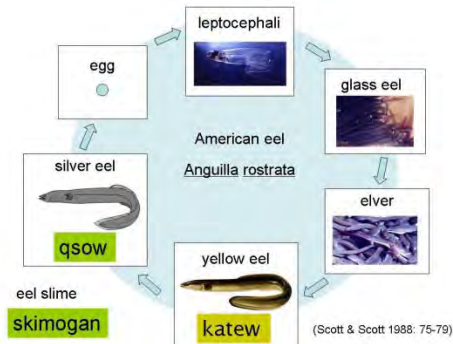 leptocephali
egg
glass eel
American eel
Anguilla rostrata
silver eel
elver
qsow
yellow eel
eel slime
katew
skimogan
(Scott & Scott 1988: 75-79)